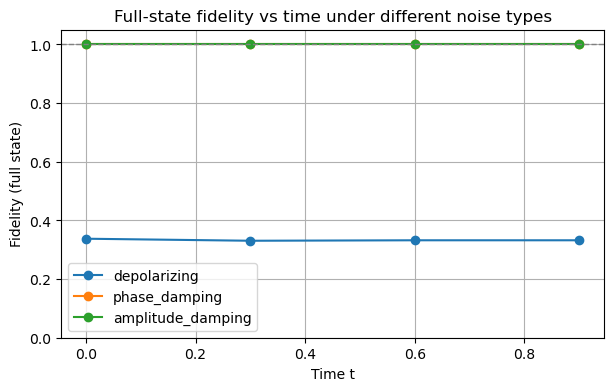 Full-state fidelity vs time under different noise types
Fidelity (full state)
1.0
0.8
0.6
0.4
0.2
0.0
depolarizing
phase_damping
amplitude_damping
0.0 0.2 0.4 0.6 0.8
Time t